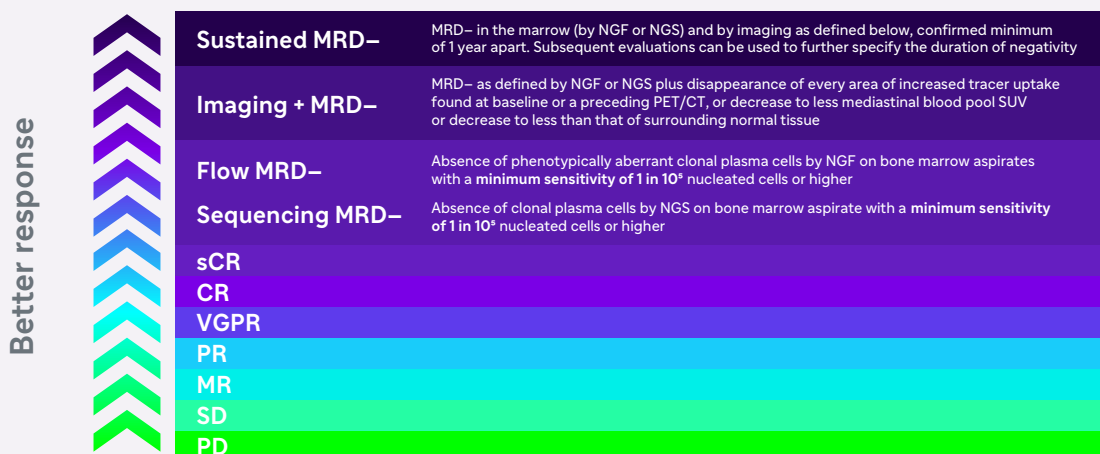 Better response
Sustained MRD–
MRD– in the marrow (by NGF or NGS) and by imaging as defined below, confirmed minimum
of 1 year apart. Subsequent evaluations can be used to further specify the duration of negativity
Imaging + MRD–
MRD– as defined by NGF or NGS plus disappearance of every area of increased tracer uptake
found at baseline or a preceding PET/CT, or decrease to less mediastinal blood pool SUV
or decrease to less than that of surrounding normal tissue
Flow MRD–
Absence of phenotypically aberrant clonal plasma cells by NGF on bone marrow aspirates
with a minimum sensitivity of 1 in 10⁵ nucleated cells or higher
Sequencing MRD–
Absence of clonal plasma cells by NGS on bone marrow aspirate with a minimum sensitivity
of 1 in 10⁵ nucleated cells or higher
sCR
CR
VGPR
PR
MR
SD
PD